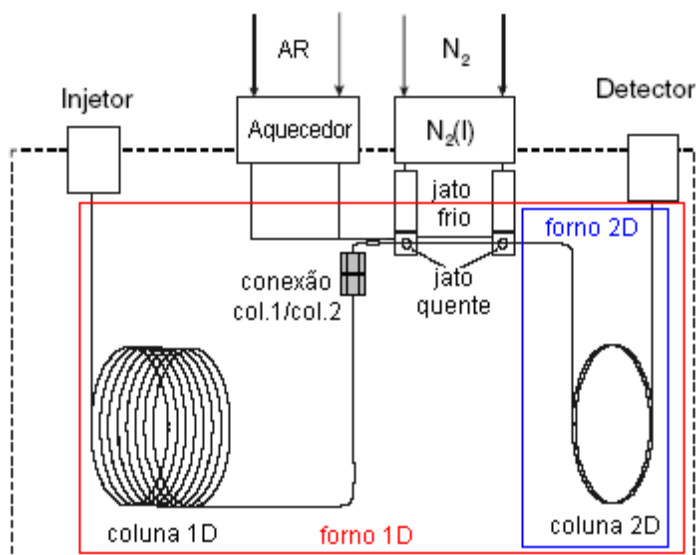 AR
N₂
Injetor
Detector
Aquecedor
N₂(l)
jato
frio
forno 2D
conexão
col.1/col.2
jato
quente
coluna 1D
forno 1D
coluna 2D